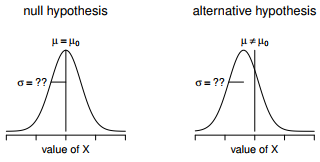 null hypothesis
μ = μ₀
σ = ??
value of X
alternative hypothesis
μ ≠ μ₀
σ = ??
value of X